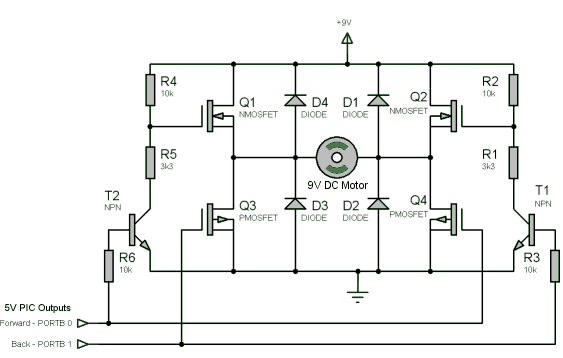 +9V
R4
10k
Q1
NMOSFET
D4
DIODE
D1
DIODE
Q2
NMOSFET
R2
10k
R5
3k3
9V DC Motor
R1
3k3
T2
NPN
Q3
PMOSFET
D3
DIODE
D2
DIODE
Q4
PMOSFET
T1
NPN
R6
10k
R3
10k
5V PIC Outputs
Forward - PORTB 0
Back - PORTB 1